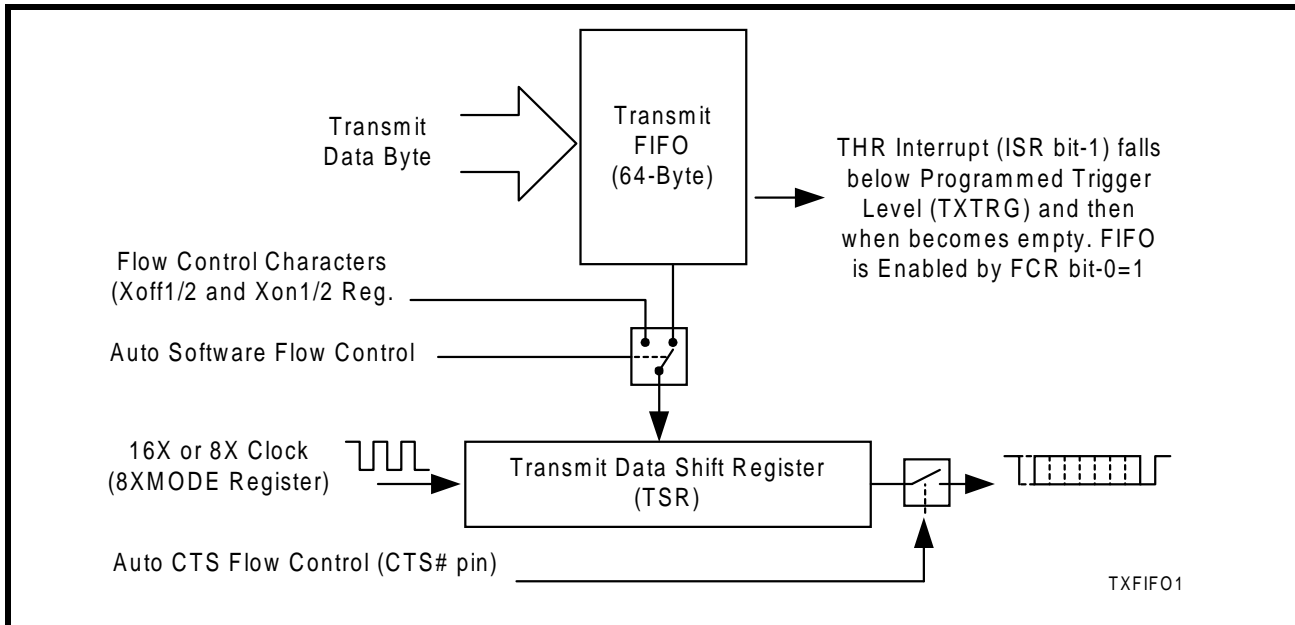 Transmit
Data Byte
Transmit
FIFO
(64-Byte)
THR Interrupt (ISR bit-1) falls
below Programmed Trigger
Level (TXTRG) and then
when becomes empty. FIFO
is Enabled by FCR bit-0=1
Flow Control Characters
(Xoff1/2 and Xon1/2 Reg.
Auto Software Flow Control
16X or 8X Clock
(8XMODE Register)
Transmit Data Shift Register
(TSR)
Auto CTS Flow Control (CTS# pin)
TXFIFO1